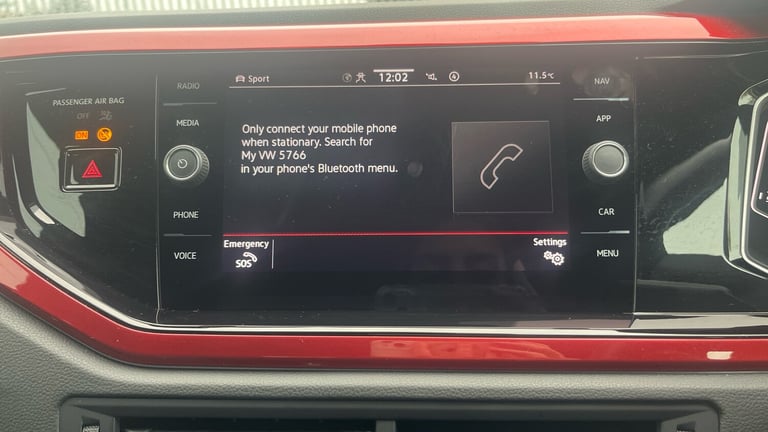 PASSENGER AIR BAG
OFF
ON
RADIO
MEDIA
PHONE
VOICE
Sport
12:02
11.5°C
Only connect your mobile phone
when stationary. Search for
My VW 5766
in your phone's Bluetooth menu.
Emergency
SOS
Settings
NAV
APP
CAR
MENU